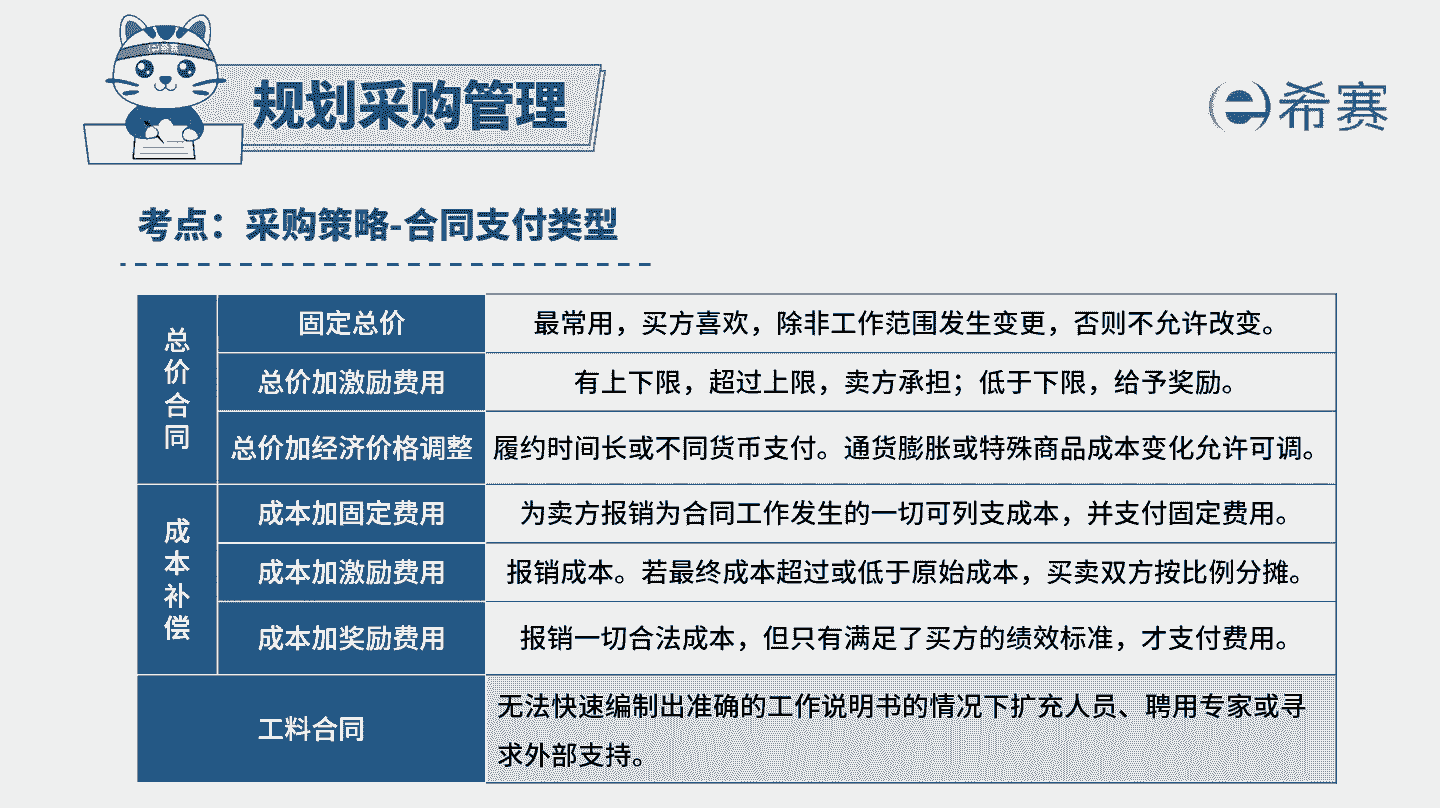 希赛
规划采购管理
希赛
考点：采购策略-合同支付类型
总价合同
固定总价
最常用，买方喜欢，除非工作范围发生变更，否则不允许改变。
总价加激励费用
有上下限，超过上限，卖方承担；低于下限，给予奖励。
总价加经济价格调整
履约时间长或不同货币支付。通货膨胀或特殊商品成本变化允许可调。
成本补偿
成本加固定费用
为卖方报销为合同工作发生的一切可列支成本，并支付固定费用。
成本加激励费用
报销成本。若最终成本超过或低于原始成本，买卖双方按比例分摊。
成本加奖励费用
报销一切合法成本，但只有满足了买方的绩效标准，才支付费用。
工料合同
无法快速编制出准确的工作说明书的情况下扩充人员、聘用专家或寻
求外部支持。